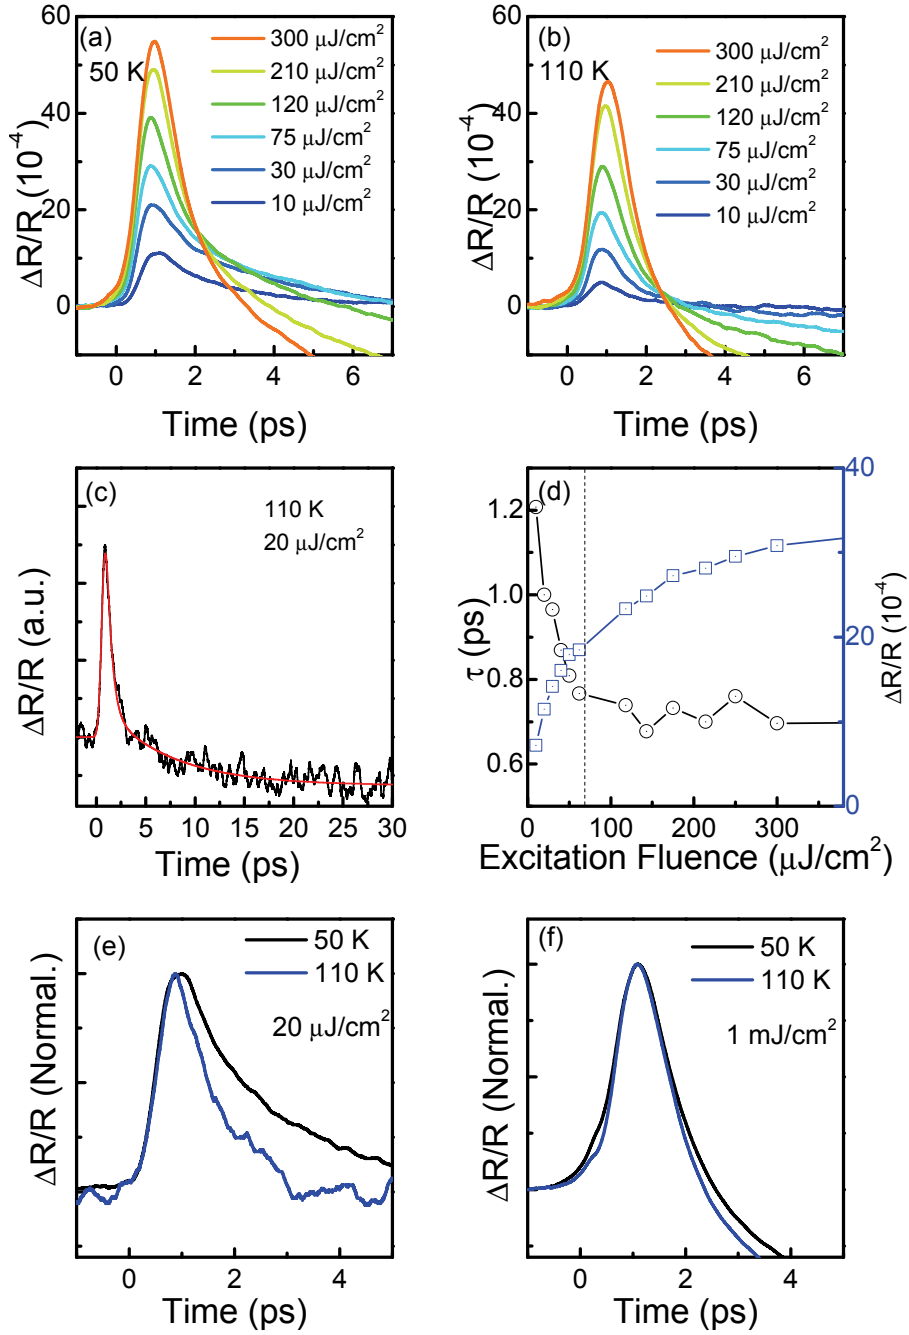 (a)
50 K
300 μJ/cm²
210 μJ/cm²
120 μJ/cm²
75 μJ/cm²
30 μJ/cm²
10 μJ/cm²
60
40
20
0
ΔR/R (10⁻⁴)
0 2 4 6
Time (ps)
(b)
110 K
300 μJ/cm²
210 μJ/cm²
120 μJ/cm²
75 μJ/cm²
30 μJ/cm²
10 μJ/cm²
60
40
20
0
ΔR/R (10⁻⁴)
0 2 4 6
Time (ps)
(c)
110 K
20 μJ/cm²
ΔR/R (a.u.)
0 5 10 15 20 25 30
Time (ps)
(d)
1.2
1.0
0.8
0.6
τ (ps)
40
20
0
ΔR/R (10⁻⁴)
0 100 200 300
Excitation Fluence (μJ/cm²)
(e)
50 K
110 K
20 μJ/cm²
ΔR/R (Normal.)
0 2 4
Time (ps)
(f)
50 K
110 K
1 mJ/cm²
ΔR/R (Normal.)
0 2 4
Time (ps)